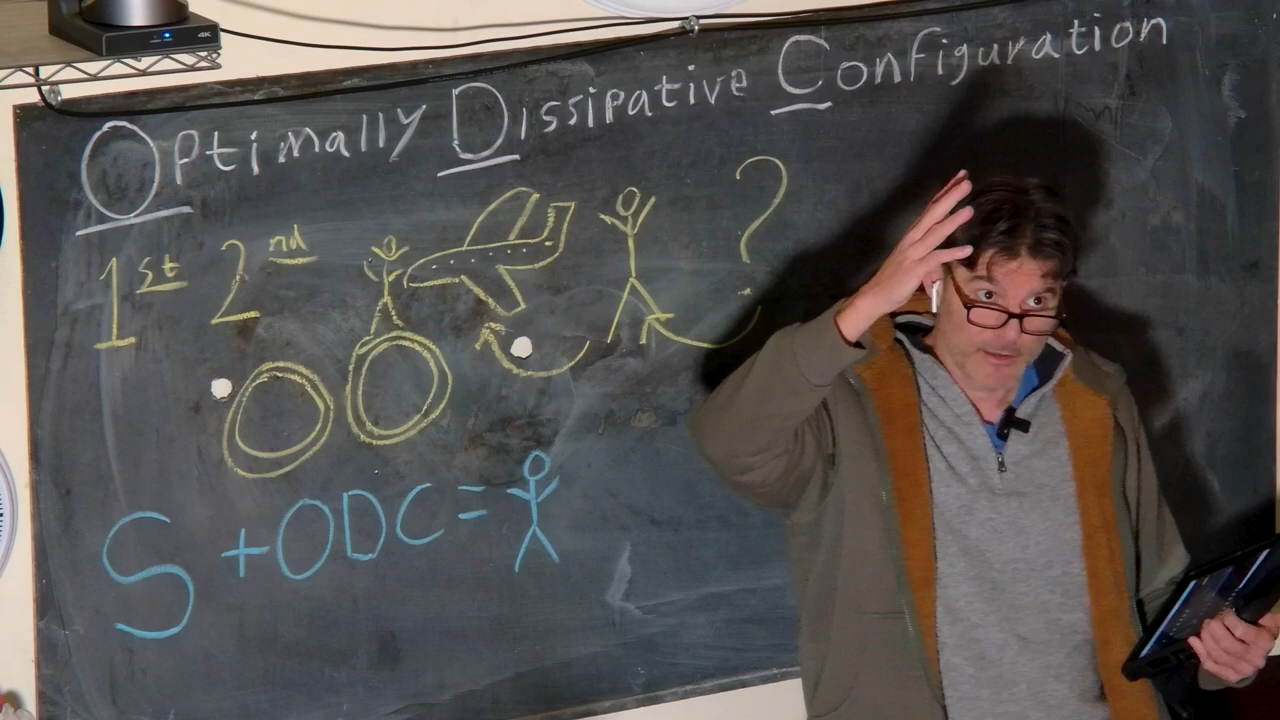 4K
Optimally Dissipative Configuration
1st 2nd ?
S + ODC =